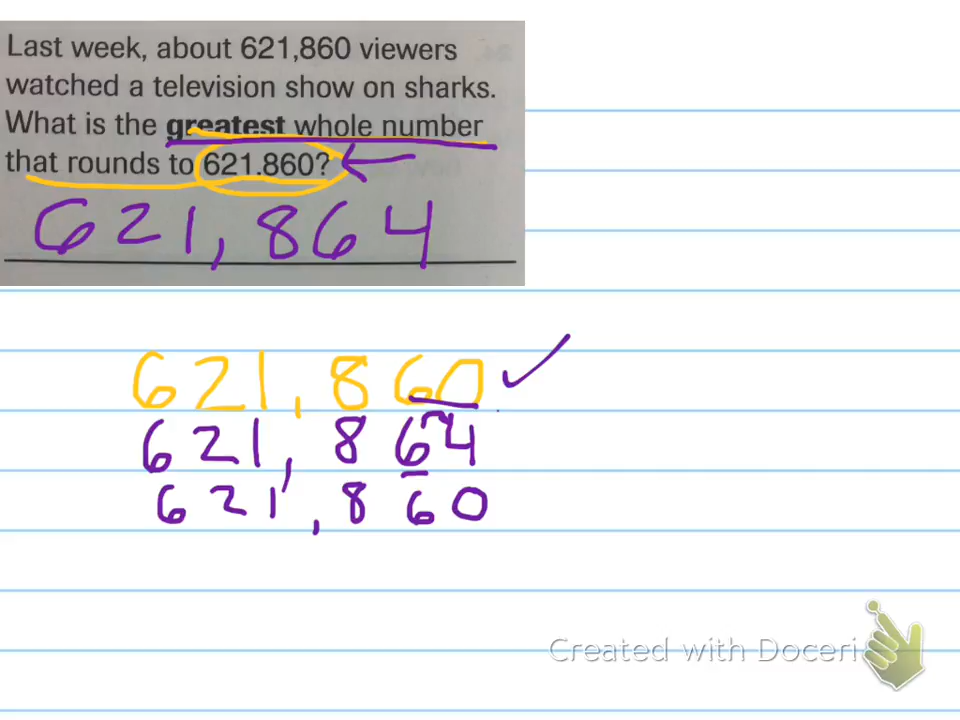 Last week, about 621,860 viewers
watched a television show on sharks.
What is the greatest whole number
that rounds to 621.860?
621,864
621,860
621,864
621,860
Created with Doceri